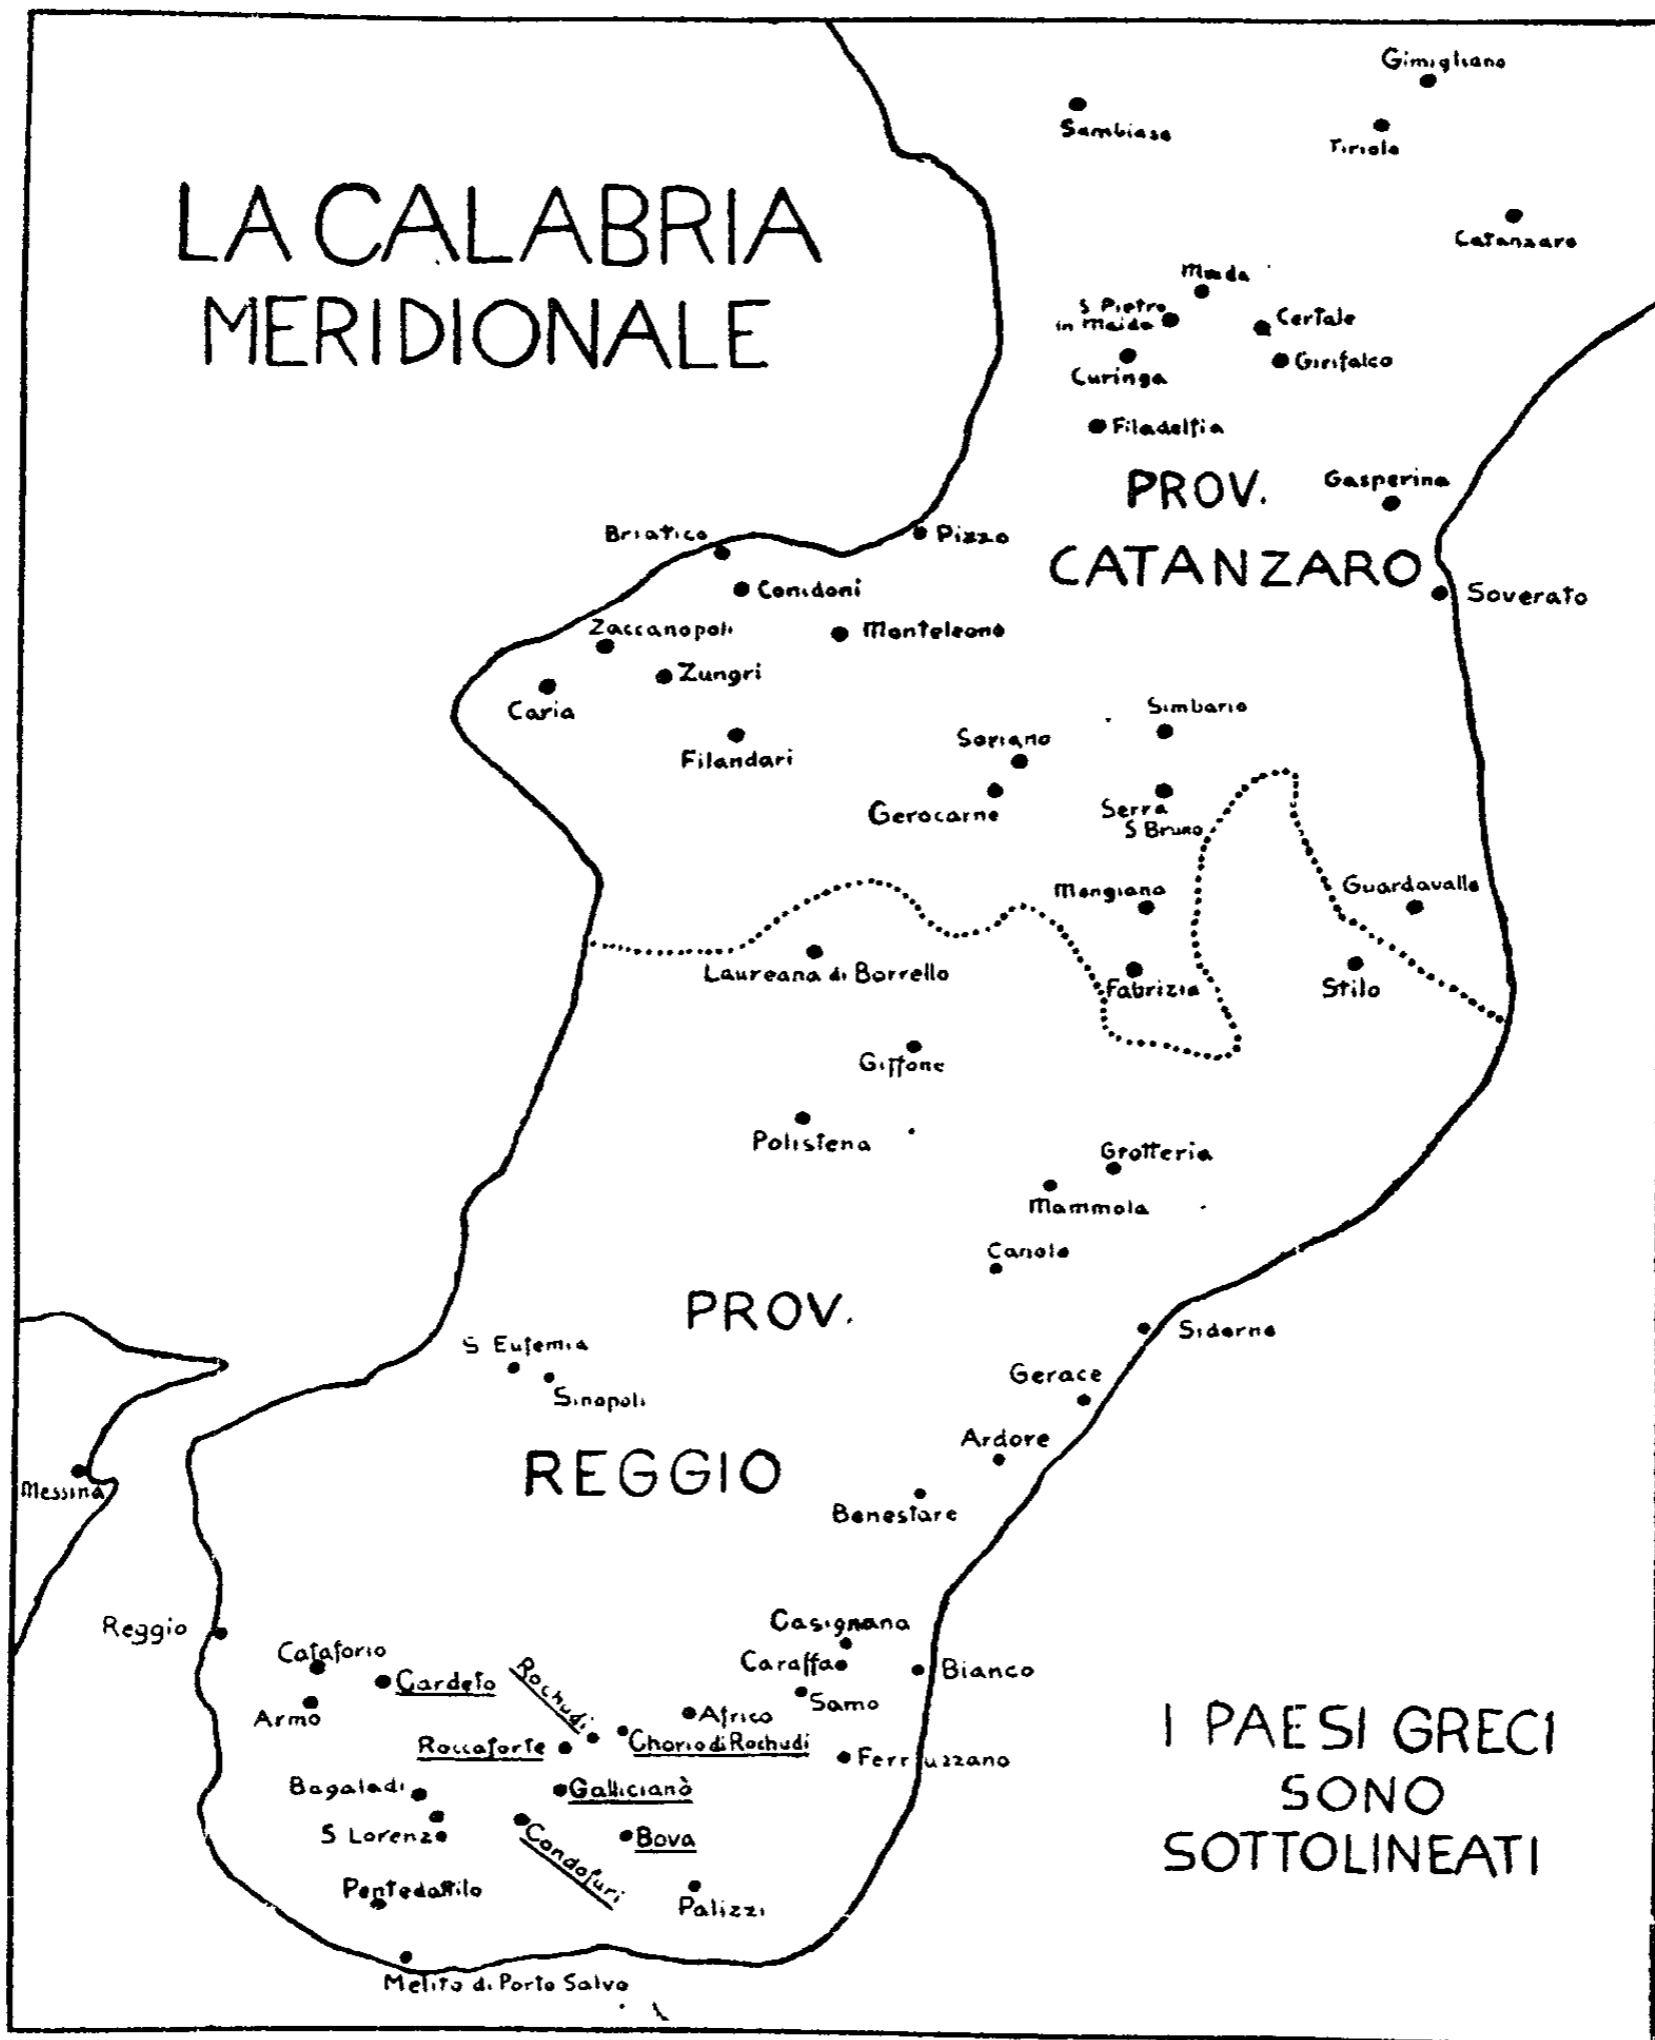 Gimigliano
Sambiase
Tiriolo
LA CALABRIA
MERIDIONALE
Catanzaro
Maida
S Pietro
in Maida
Cortale
Curinga
Girifalco
Filadelfia
PROV.
CATANZARO
Gasperina
Briatico
Pizzo
Conidoni
Soverato
Zaccanopoli
Monteleone
Zungri
Caria
Simbario
Filandari
Soriano
Gerocarne
Serra
S Bruno
Mongiana
Guardavalle
Laureana di Borrello
Fabrizia
Stilo
Giffone
Polistena
Grotteria
Mammola
Canolo
PROV.
REGGIO
S Eufemia
Sinopoli
Siderno
Gerace
Ardore
Messina
Benestare
Reggio
Casignana
Cataforio
Caraffa
Bianco
Cardeto
Rochudi
Samo
Armo
Africo
Roccaforte
Chorio di Rochudi
Ferruzzano
Bagaladi
Gallicianò
S Lorenzo
Condofuri
Bova
Pentedattilo
Palizzi
Melito di Porto Salvo
I PAESI GRECI
SONO
SOTTOLINEATI